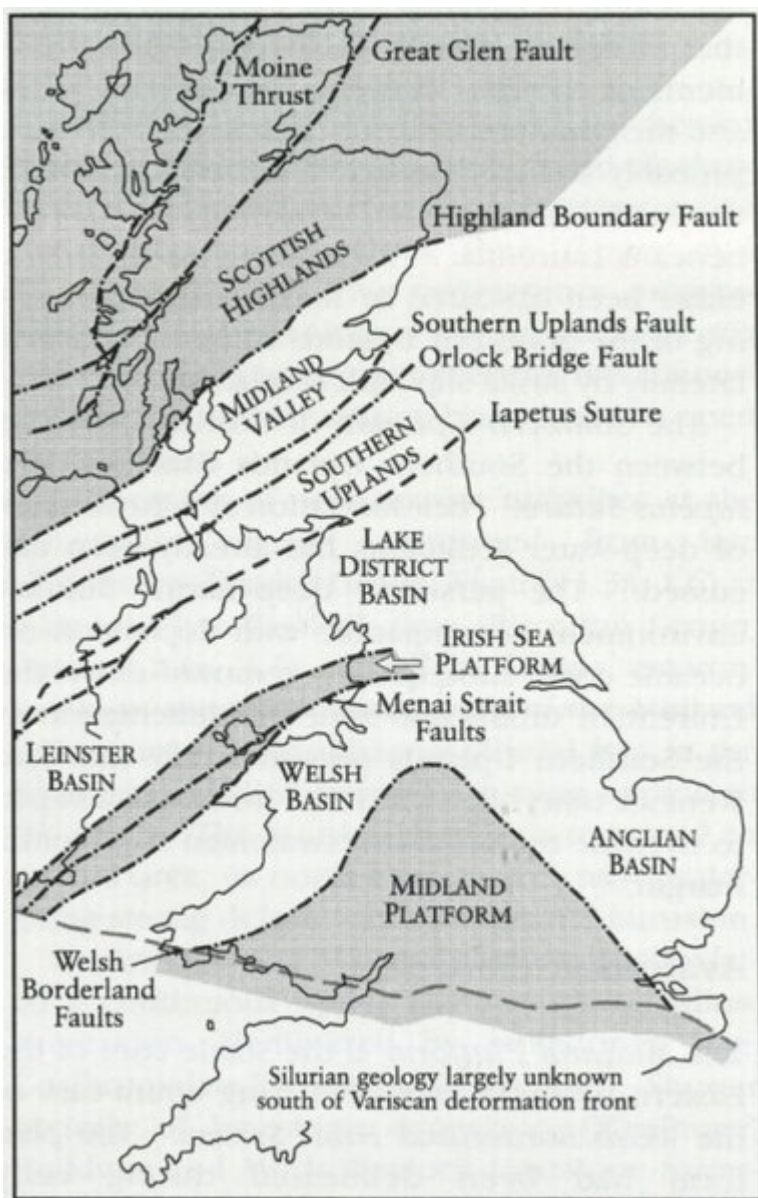 Moine
Thrust
Great Glen Fault
Highland Boundary Fault
SCOTTISH
HIGHLANDS
Southern Uplands Fault
Orlock Bridge Fault
MIDLAND
VALLEY
Iapetus Suture
SOUTHERN
UPLANDS
LAKE
DISTRICT
BASIN
IRISH SEA
PLATFORM
Menai Strait
Faults
LEINSTER
BASIN
WELSH
BASIN
ANGLIAN
BASIN
MIDLAND
PLATFORM
Welsh
Borderland
Faults
Silurian geology largely unknown
south of Variscan deformation front